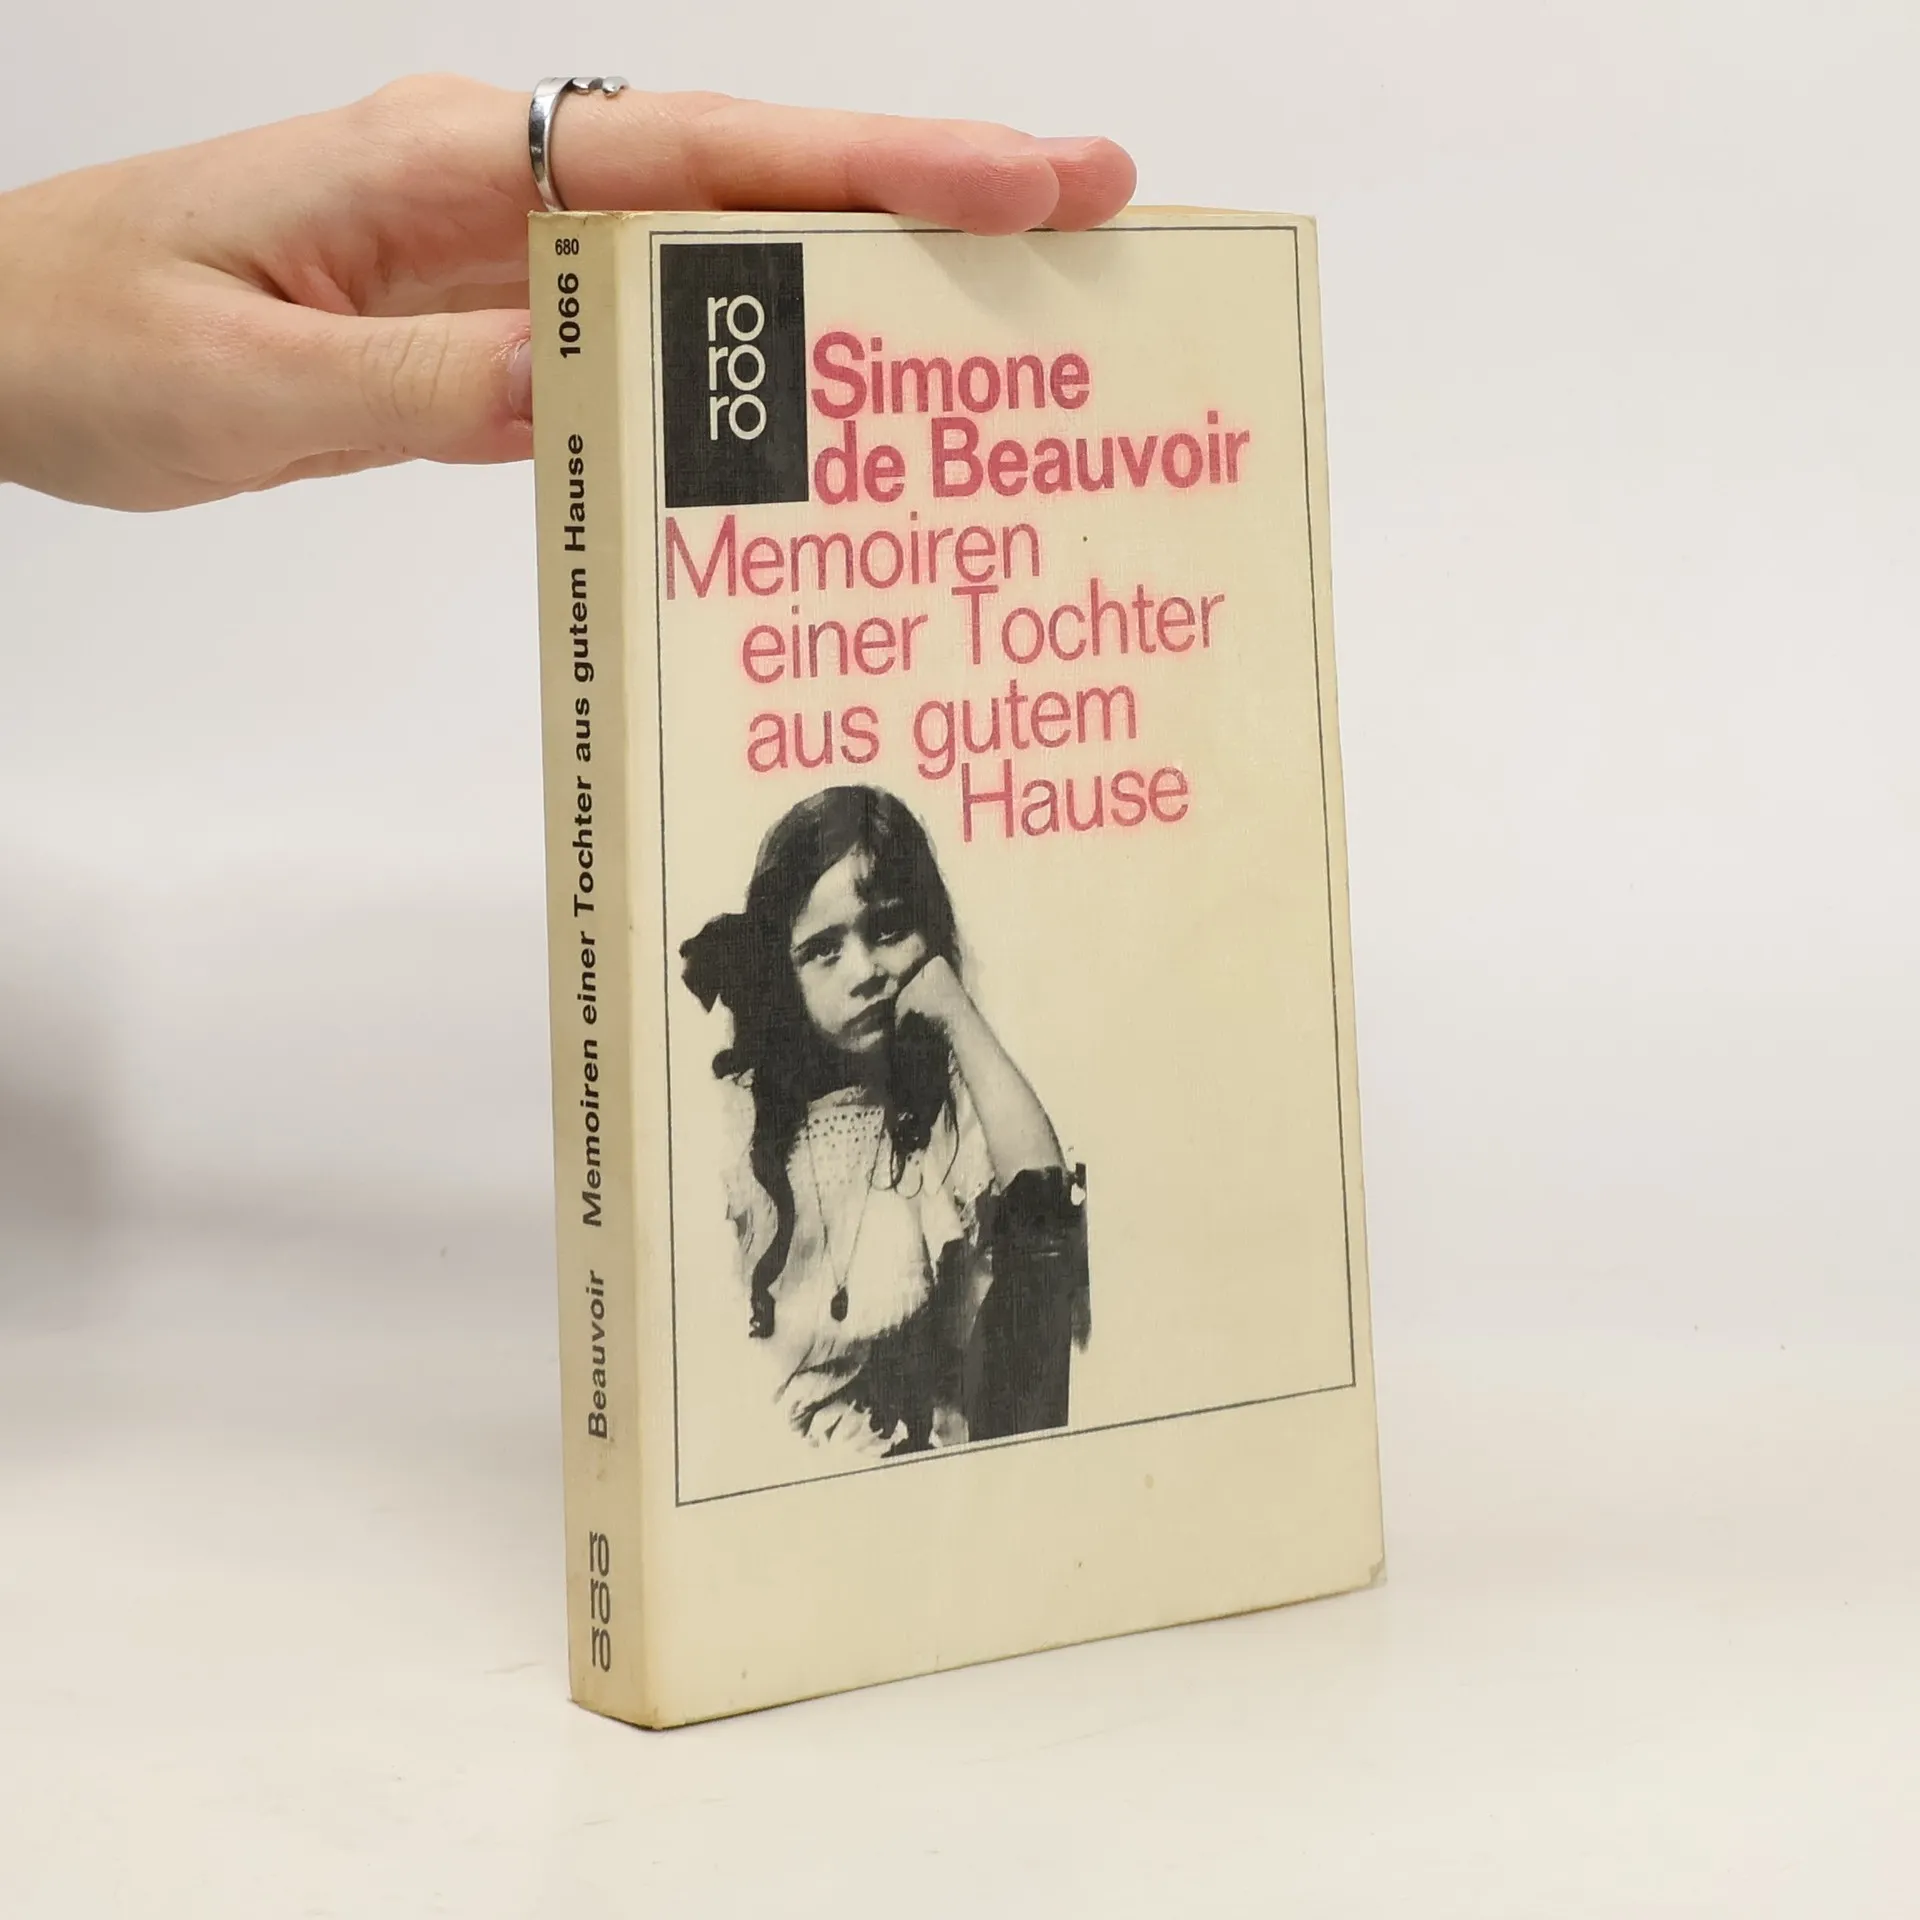 680
1066
Beauvoir Memoiren einer Tochter aus gutem Hause
ro
ro
ro
ro
ro
ro
Simone
de Beauvoir
Memoiren
einer Tochter
aus gutem
Hause